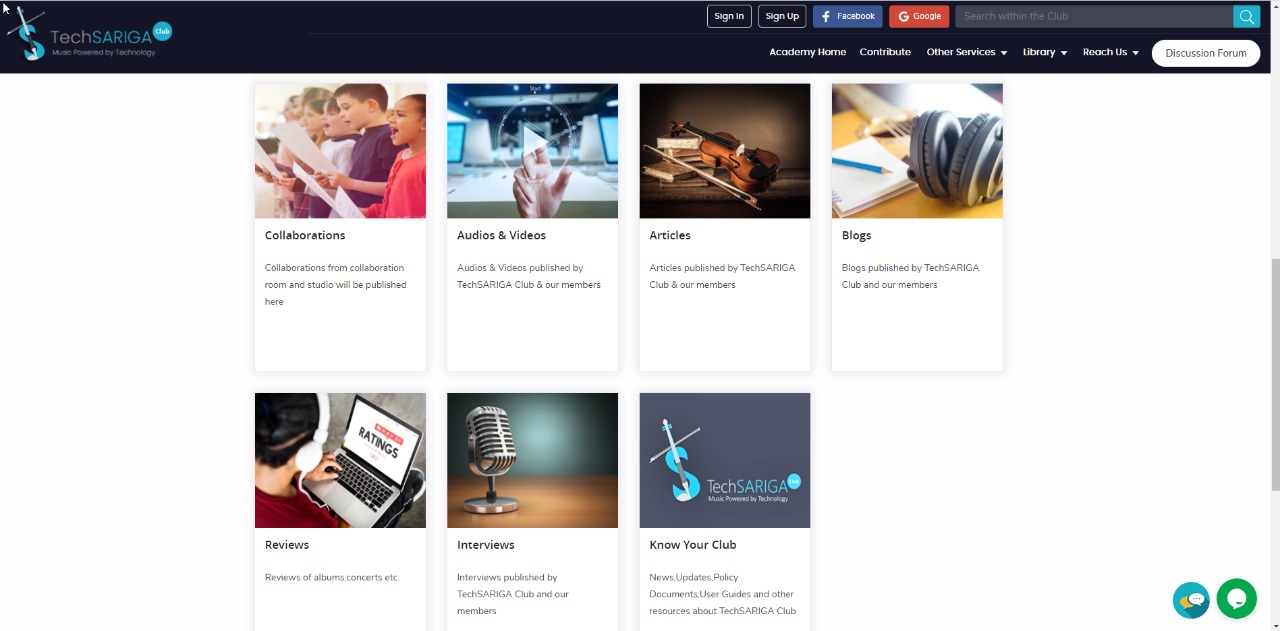 Sign In
Sign Up
Facebook
Google
Search within the Club
TechSARIGA Club
Music Powered by Technology
Academy Home
Contribute
Other Services
Library
Reach Us
Discussion Forum
Start
Collaborations
Collaborations from collaboration
room and studio will be published
here
Audios & Videos
Audios & Videos published by
TechSARIGA Club & our members
Articles
Articles published by TechSARIGA
Club & our members
Blogs
Blogs published by TechSARIGA
Club and our members
RATINGS
TechSARIGA Club
Music Powered by Technology
Reviews
Reviews of albums,concerts etc.
Interviews
Interviews published by
TechSARIGA Club and our
members
Know Your Club
News,Updates,Policy
Documents,User Guides and other
resources about TechSARIGA Club